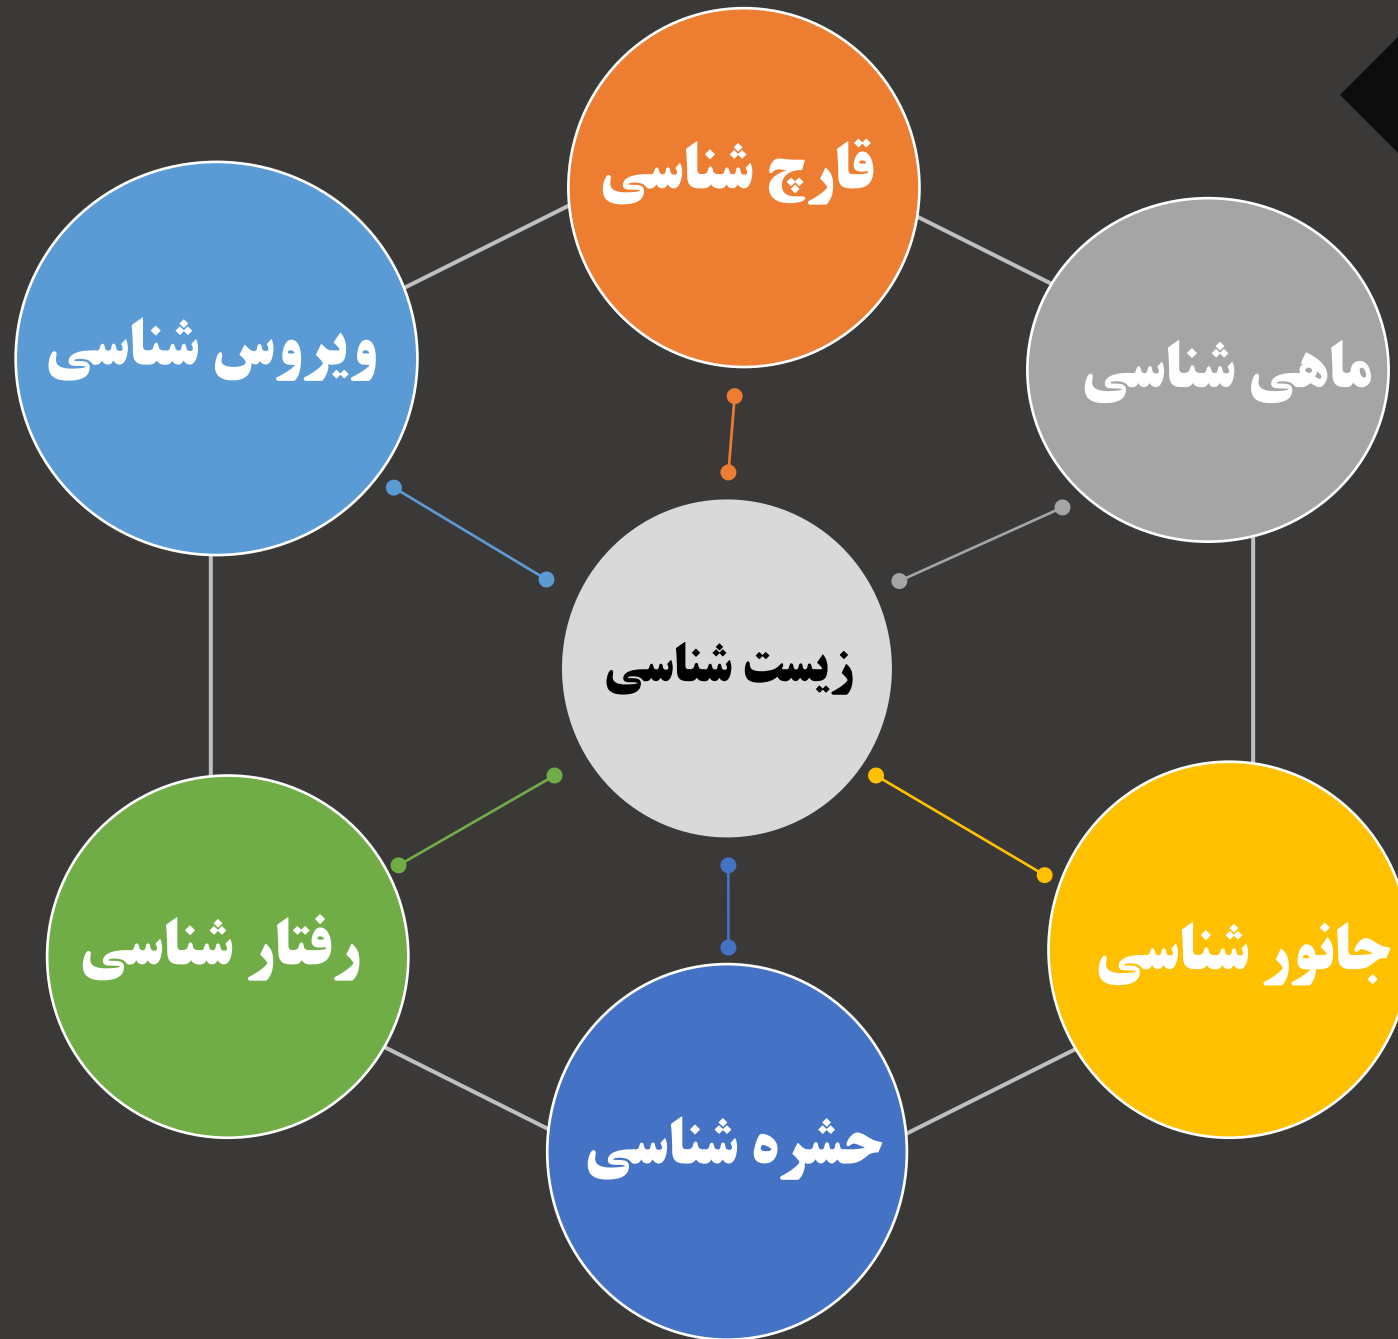 قارچ شناسی
ویروس شناسی
ماهی شناسی
زیست شناسی
رفتار شناسی
جانور شناسی
حشره شناسی